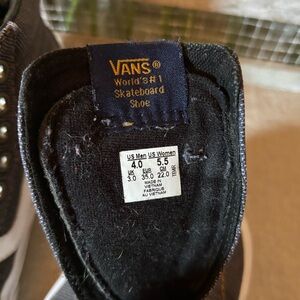 VANS®
World's #1
Skateboard
Shoe
US Men US Women
4.0 5.5
UK EUR CM
3.0 35.0 22.0
MADE IN
VIETNAM
FABRIQUE
AU VIETNAM